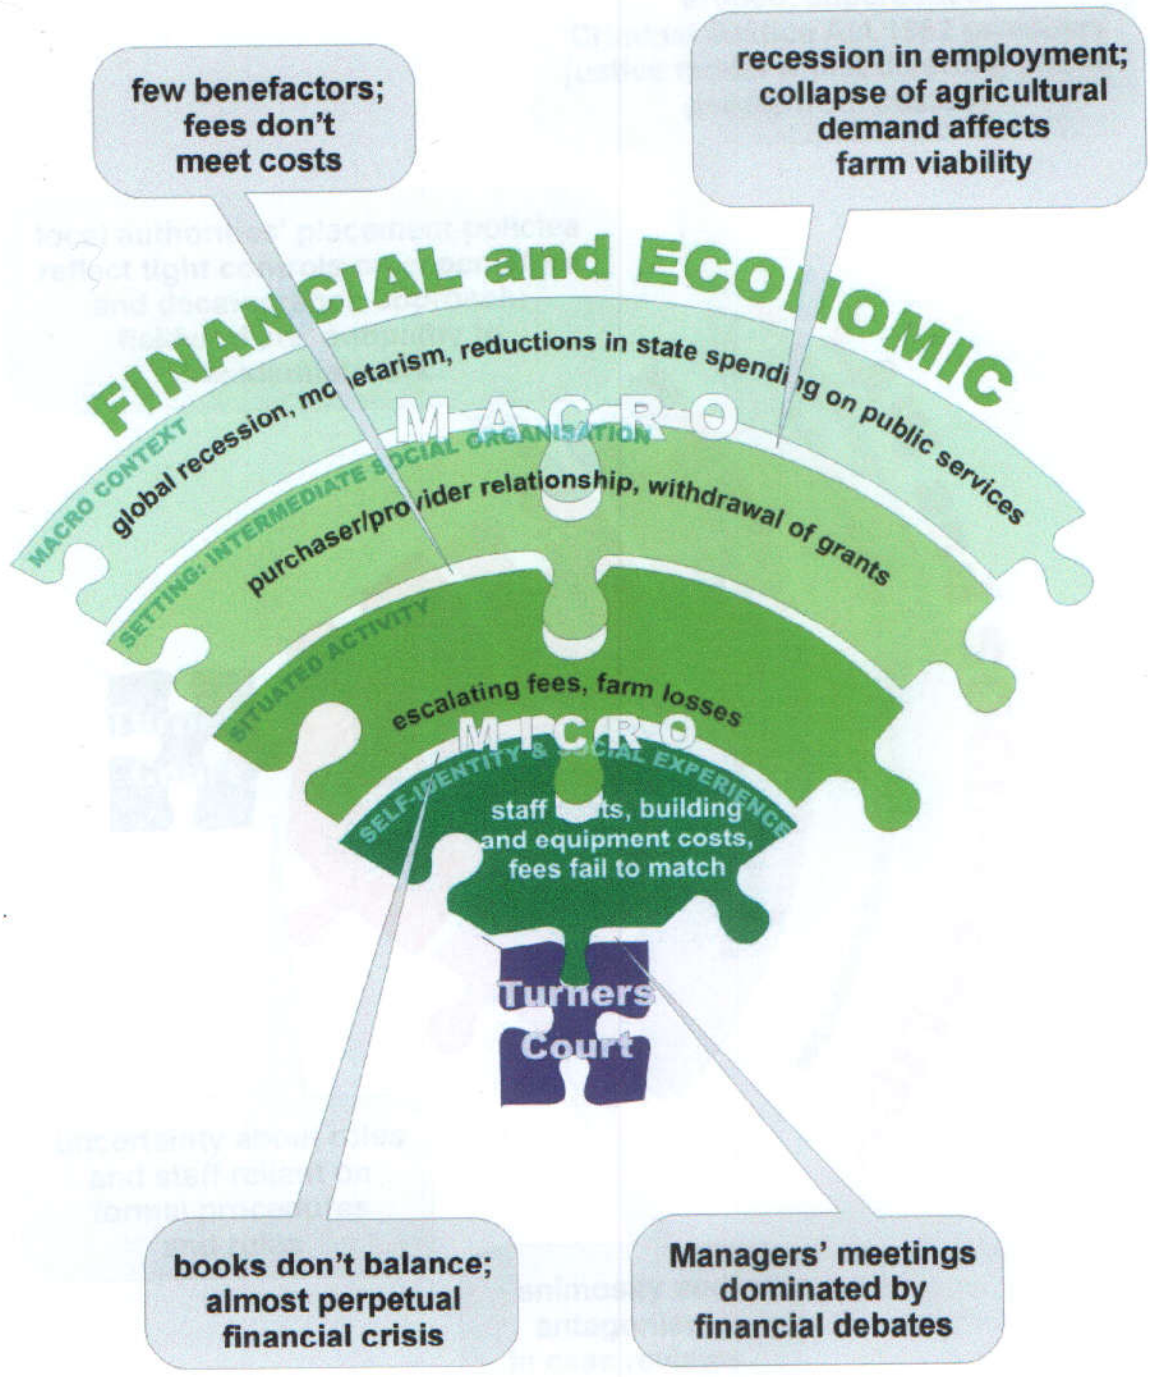 few benefactors;
fees don't
meet costs
recession in employment;
collapse of agricultural
demand affects
farm viability
FINANCIAL and ECONOMIC
MACRO CONTEXT
global recession, monetarism, reductions in state spending on public services
MACRO
SETTING: INTERMEDIATE SOCIAL ORGANISATION
purchaser/provider relationship, withdrawal of grants
SITUATED ACTIVITY
escalating fees, farm losses
MICRO
SELF-IDENTITY & SOCIAL EXPERIENCE
staff costs, building
and equipment costs,
fees fail to match
Turners
Court
books don't balance;
almost perpetual
financial crisis
Managers' meetings
dominated by
financial debates